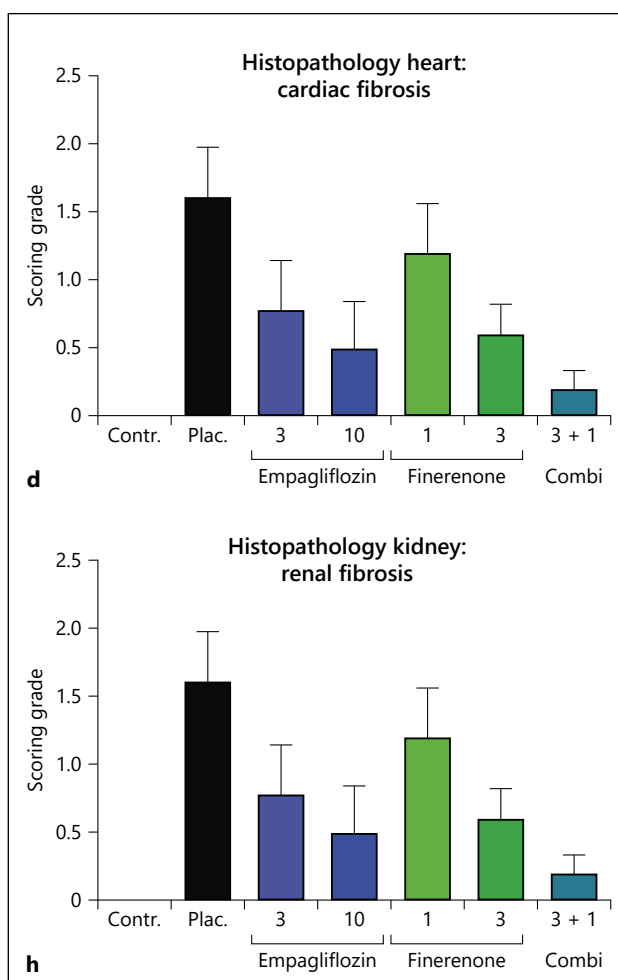 Histopathology heart:
cardiac fibrosis
Scoring grade
2.5
2.0
1.5
1.0
0.5
0
Contr. Plac. 3 10 1 3 3 + 1
Empagliflozin Finerenone Combi
d
Histopathology kidney:
renal fibrosis
Scoring grade
2.5
2.0
1.5
1.0
0.5
0
Contr. Plac. 3 10 1 3 3 + 1
Empagliflozin Finerenone Combi
h